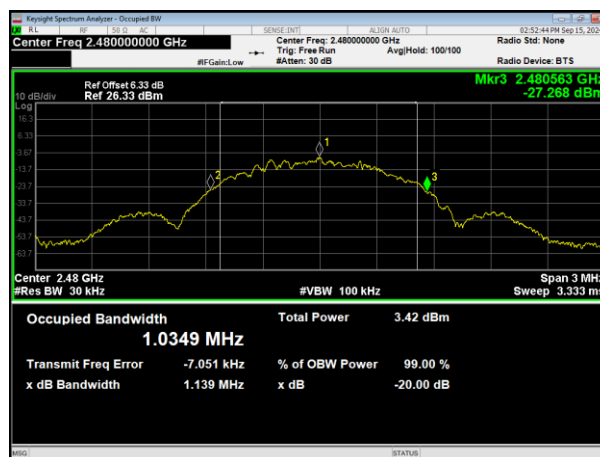 Keysight Spectrum Analyzer - Occupied BW
RL RF 50 Ω AC SENSE:INT ALIGN AUTO 02:52:44 PM Sep 15, 202
Center Freq 2.480000000 GHz Center Freq: 2.480000000 GHz Radio Std: None
Trig: Free Run Avg|Hold: 100/100
#IFGain:Low #Atten: 30 dB Radio Device: BTS
Mkr3 2.480563 GHz
-27.268 dBm
Ref Offset 6.33 dB
10 dB/div Ref 26.33 dBm
Log
16.3
6.33
-3.67
-13.7
-23.7
-33.7
-43.7
-53.7
-63.7
1
2
3
Center 2.48 GHz Span 3 MHz
#Res BW 30 kHz #VBW 100 kHz Sweep 3.333 ms
Occupied Bandwidth Total Power 3.42 dBm
1.0349 MHz
Transmit Freq Error -7.051 kHz % of OBW Power 99.00 %
x dB Bandwidth 1.139 MHz x dB -20.00 dB
MSG STATUS